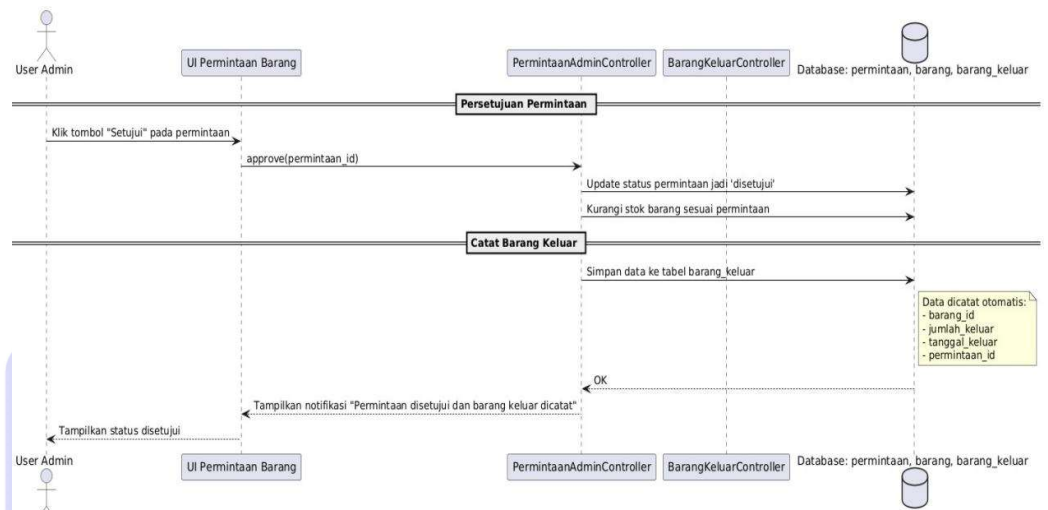 User Admin
UI Permintaan Barang
PermintaanAdminController
BarangKeluarController
Database: permintaan, barang, barang_keluar
Persetujuan Permintaan
Klik tombol "Setujui" pada permintaan
approve(permintaan_id)
Update status permintaan jadi 'disetujui'
Kurangi stok barang sesuai permintaan
Catat Barang Keluar
Simpan data ke tabel barang_keluar
Data dicatat otomatis:
- barang_id
- jumlah_keluar
- tanggal_keluar
- permintaan_id
OK
Tampilkan notifikasi "Permintaan disetujui dan barang keluar dicatat"
Tampilkan status disetujui
User Admin
UI Permintaan Barang
PermintaanAdminController
BarangKeluarController
Database: permintaan, barang, barang_keluar